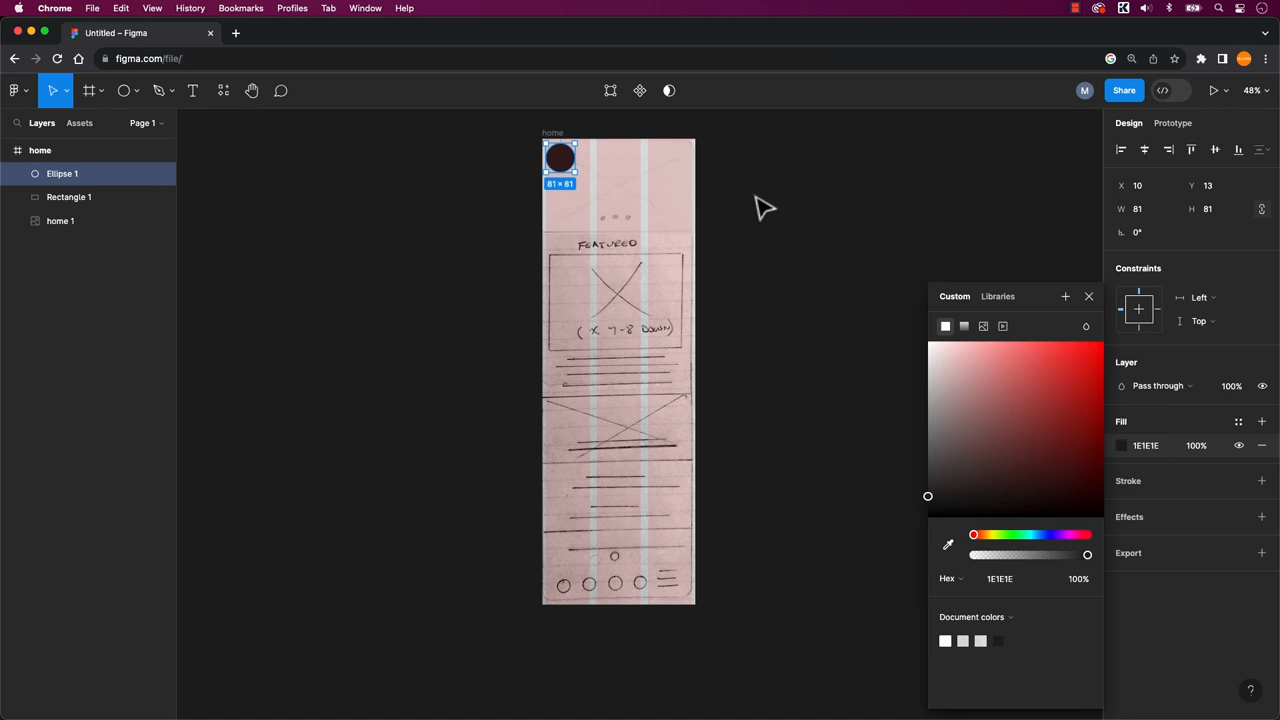 Chrome File Edit View History Bookmarks Profiles Tab Window Help
Untitled – Figma
figma.com/file/
M Share 48%
Layers Assets Page 1
Design Prototype
home
Ellipse 1
Rectangle 1
home 1
home
81 × 81
FEATURED
( X 7-8 DOWN)
X 10 Y 13
W 81 H 81
0°
Constraints
Left
Top
Layer
Pass through 100%
Fill
1E1E1E 100%
Stroke
Effects
Export
Custom Libraries
Hex 1E1E1E 100%
Document colors
?